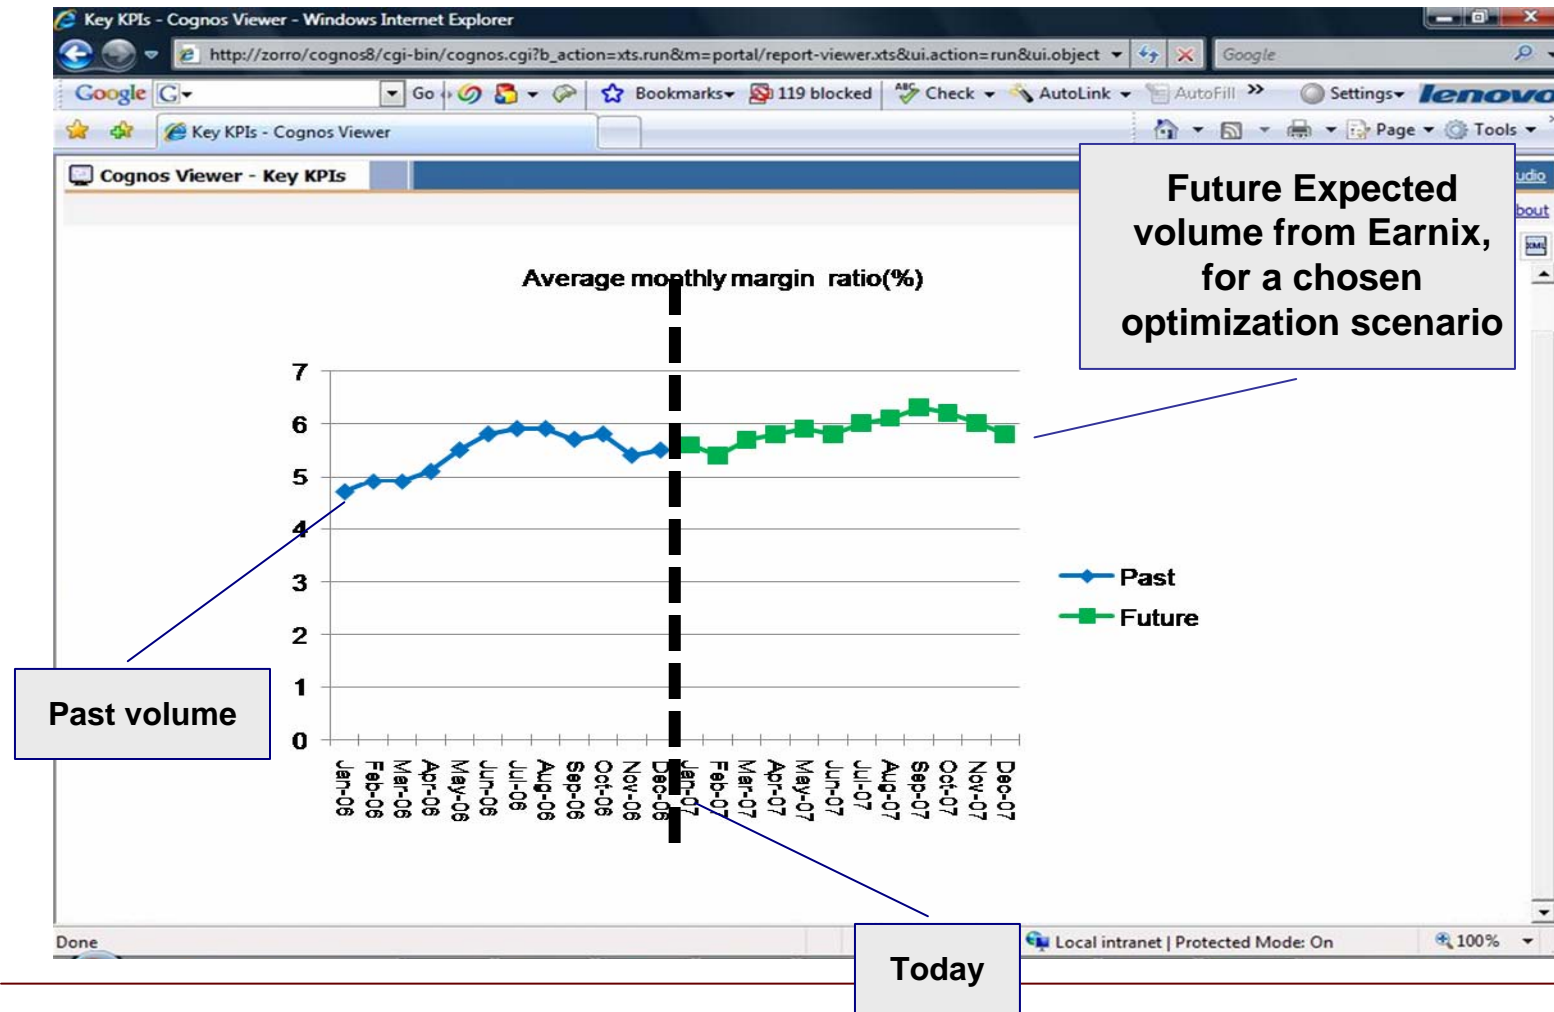 Key KPIs - Cognos Viewer - Windows Internet Explorer
http://zorro/cognos8/cgi-bin/cognos.cgi?b_action=xts.run&m=portal/report-viewer.xts&ui.action=run&ui.object
Google
Google G
Go
Bookmarks
119 blocked
ABC
Check
AutoLink
AutoFill
Settings
lenovo
Key KPIs - Cognos Viewer
Page
Tools
Cognos Viewer - Key KPIs
udio
bout
XML
Future Expected
volume from Earnix,
for a chosen
optimization scenario
Average monthly margin ratio(%)
7
6
5
4
3
2
1
0
Past
Future
Past volume
Jan-06
Feb-06
Mar-06
Apr-06
May-06
Jun-06
Jul-06
Aug-06
Sep-06
Oct-06
Nov-06
Dec-06
Jan-07
Feb-07
Mar-07
Apr-07
May-07
Jun-07
Jul-07
Aug-07
Sep-07
Oct-07
Nov-07
Dec-07
Done
Local intranet | Protected Mode: On
100%
Today